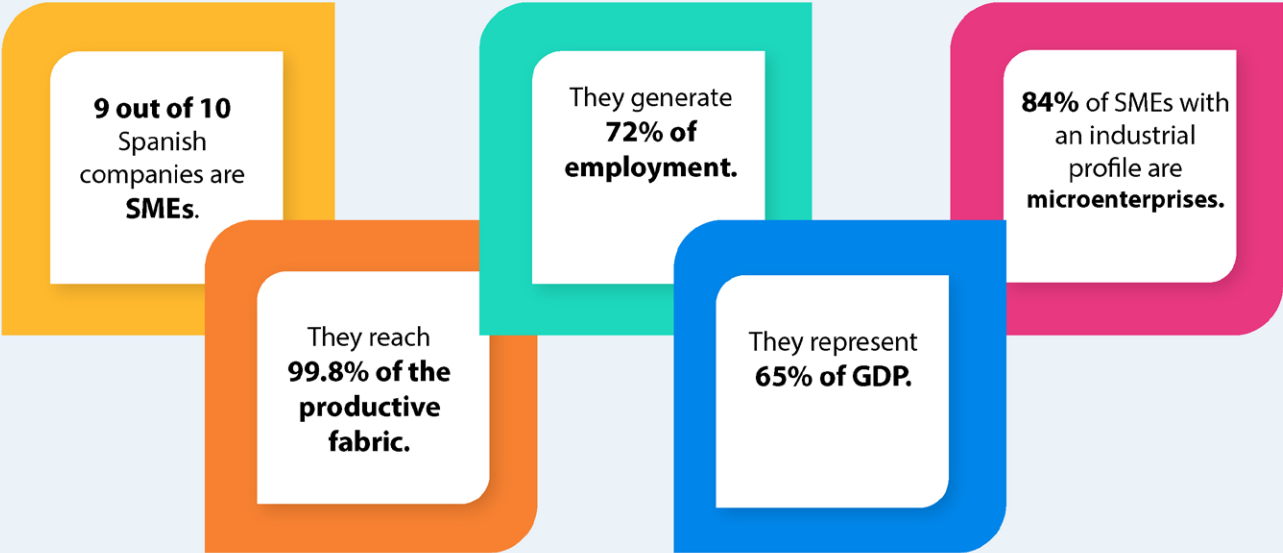 9 out of 10
Spanish
companies are
SMEs.
They reach
99.8% of the
productive
fabric.
They generate
72% of
employment.
They represent
65% of GDP.
84% of SMEs with
an industrial
profile are
microenterprises.